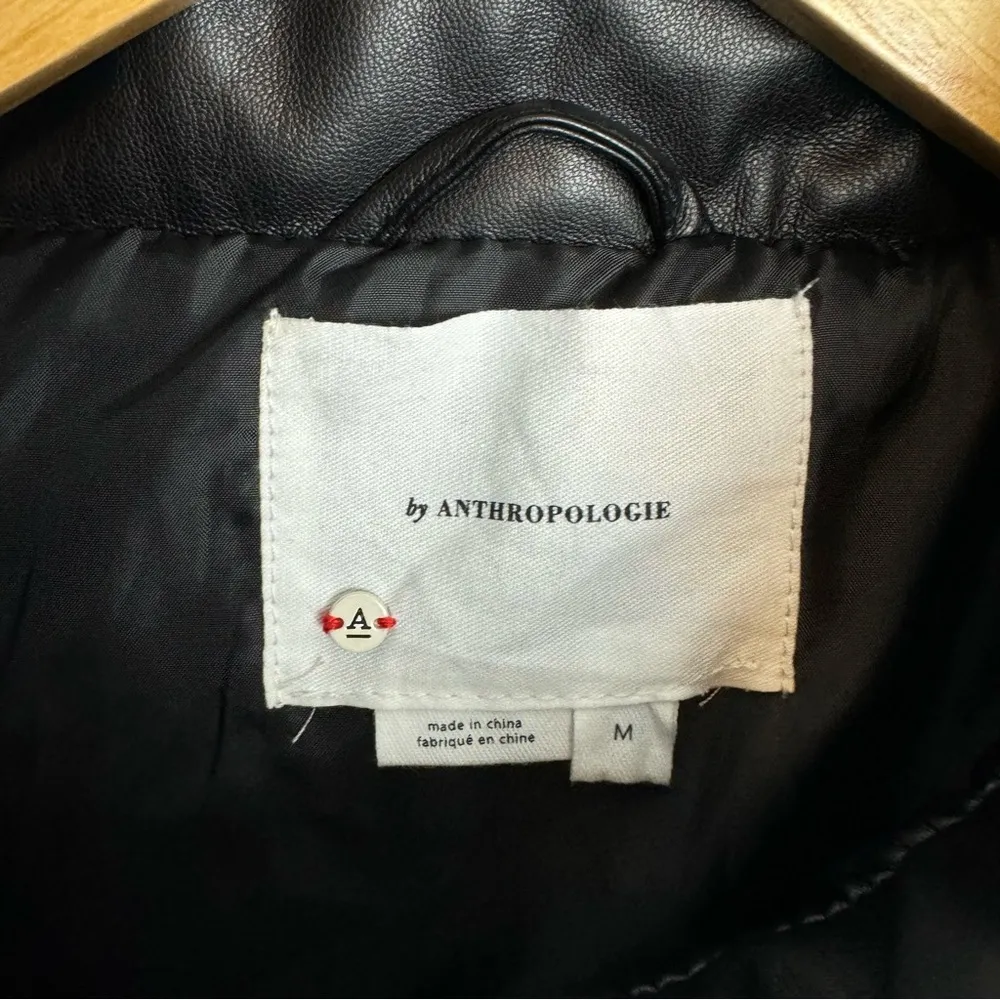 by ANTHROPOLOGIE
A
made in china
fabriqué en chine
M